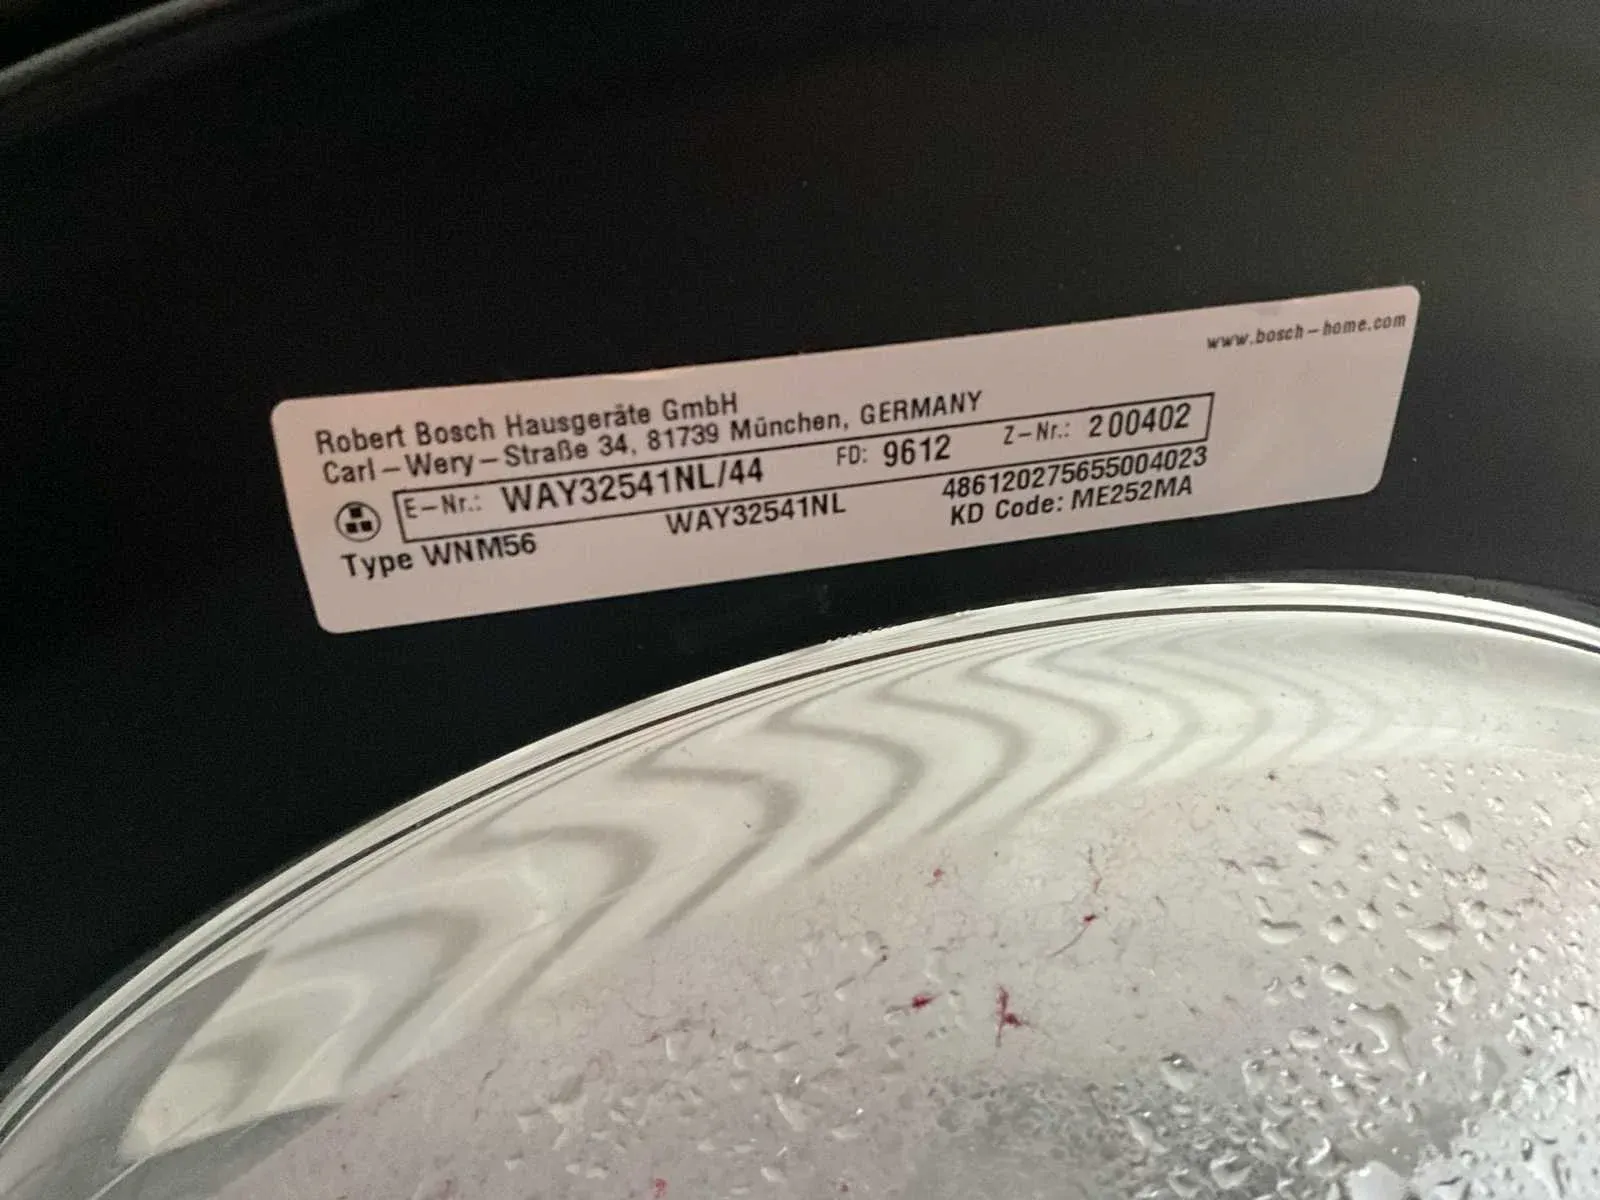 www.bosch-home.com
Robert Bosch Hausgeräte GmbH
Carl-Wery-Straße 34, 81739 München, GERMANY
E-Nr.: WAY32541NL/44 FD: 9612 Z-Nr.: 200402
Type WNM56 WAY32541NL 486120275655004023
KD Code: ME252MA